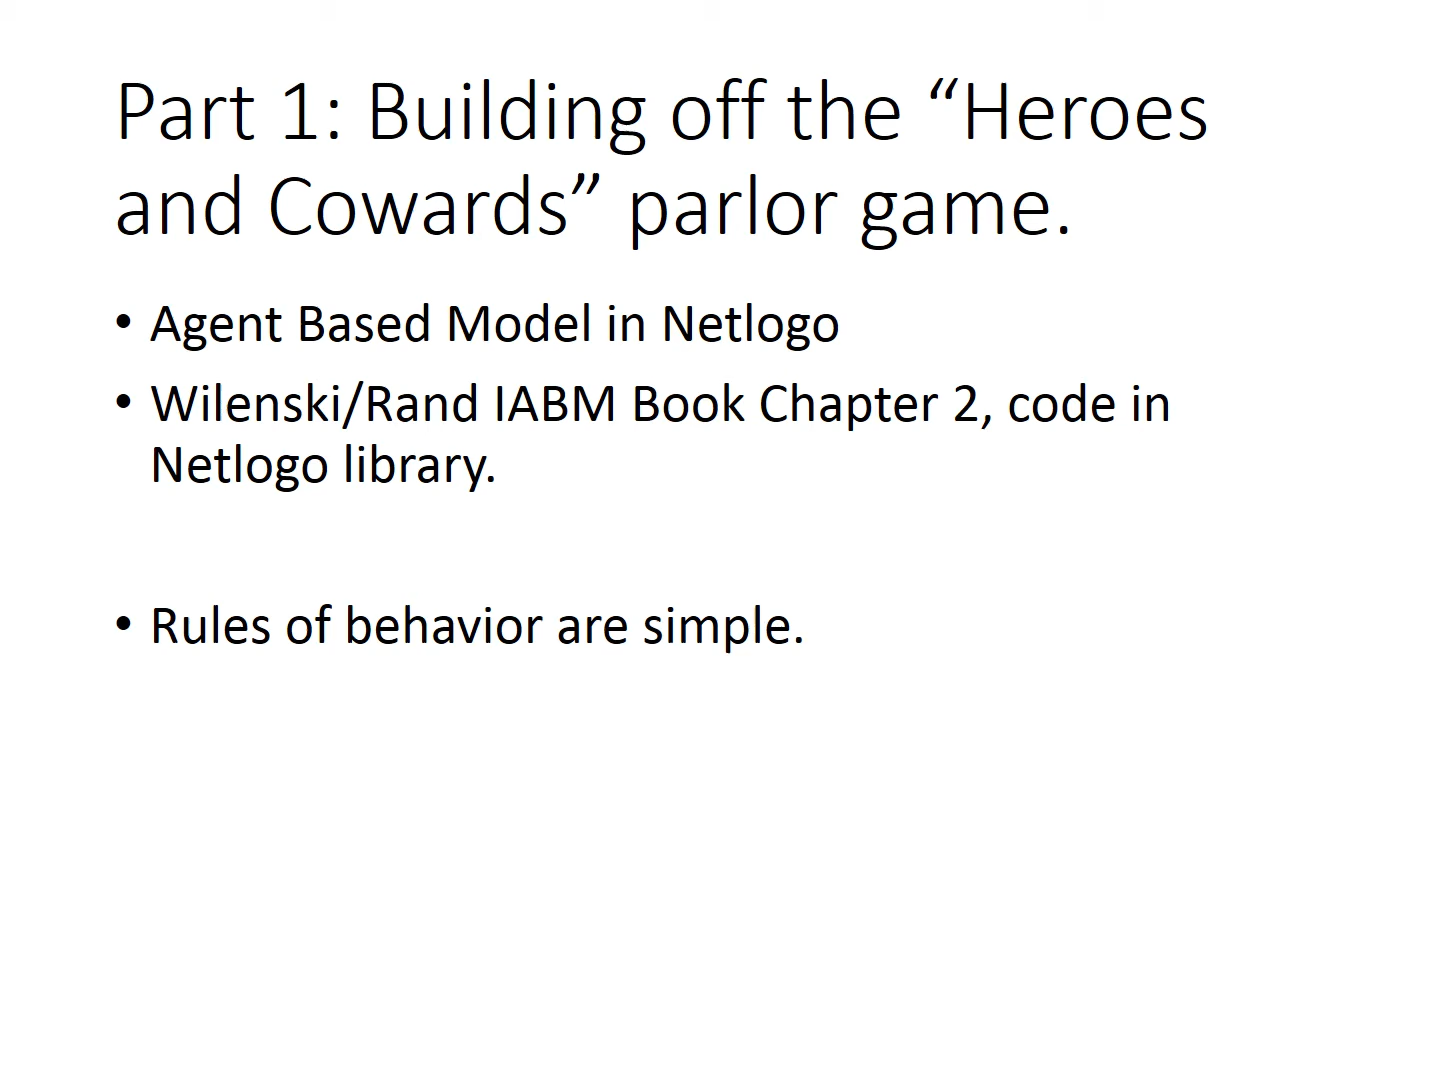 Part 1: Building off the “Heroes
and Cowards” parlor game.
• Agent Based Model in Netlogo
• Wilenski/Rand IABM Book Chapter 2, code in
Netlogo library.
• Rules of behavior are simple.